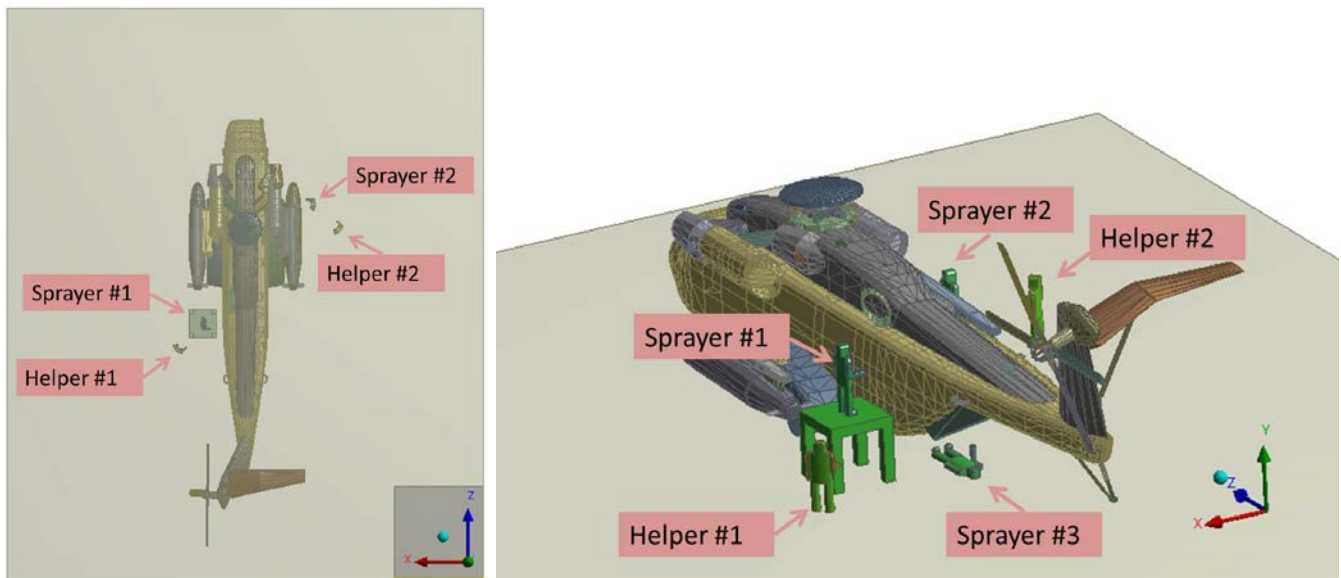 Sprayer #2
Helper #2
Sprayer #1
Helper #1
Z
X
Sprayer #2
Helper #2
Sprayer #1
Helper #1
Sprayer #3
Y
Z
X